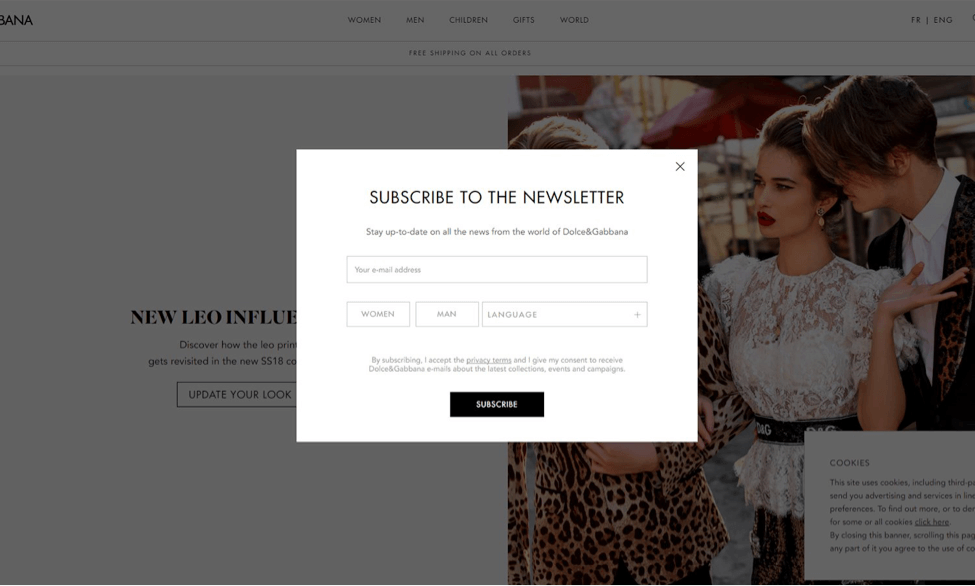 BANA
WOMEN MEN CHILDREN GIFTS WORLD
FR | ENG
FREE SHIPPING ON ALL ORDERS
SUBSCRIBE TO THE NEWSLETTER
Stay up-to-date on all the news from the world of Dolce&Gabbana
Your e-mail address
WOMEN MAN LANGUAGE +
By subscribing, I accept the privacy terms and I give my consent to receive
Dolce&Gabbana e-mails about the latest collections, events and campaigns.
SUBSCRIBE
NEW LEO INFLUE
Discover how the leo print
gets revisited in the new SS18 co
UPDATE YOUR LOOK
D&G D&G
COOKIES
This site uses cookies, including third-pa
send you advertising and services in line
preferences. To find out more, or to den
for some or all cookies click here.
By closing this banner, scrolling this pag
any part of it you agree to the use of co